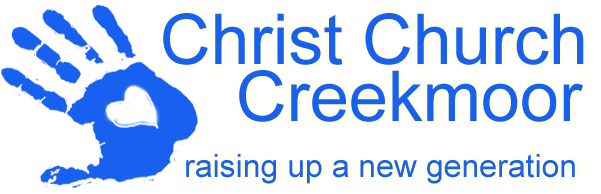 Christ Church
Creekmoor
raising up a new generation